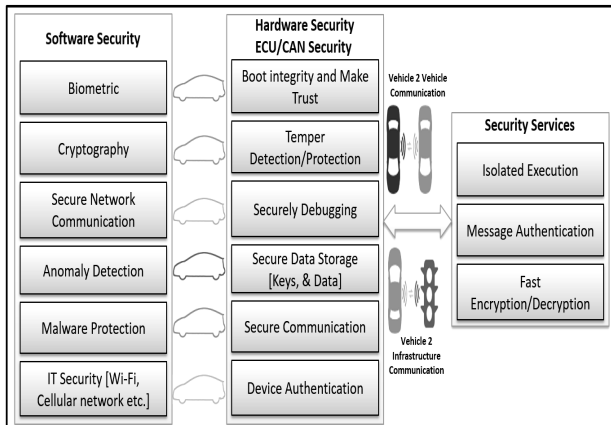 Software Security
Biometric
Cryptography
Secure Network
Communication
Anomaly Detection
Malware Protection
IT Security [Wi-Fi,
Cellular network etc.]
Hardware Security
ECU/CAN Security
Boot integrity and Make
Trust
Temper
Detection/Protection
Securely Debugging
Secure Data Storage
[Keys, & Data]
Secure Communication
Device Authentication
Vehicle 2 Vehicle
Communication
Vehicle 2
Infrastructure
Communication
Security Services
Isolated Execution
Message Authentication
Fast
Encryption/Decryption